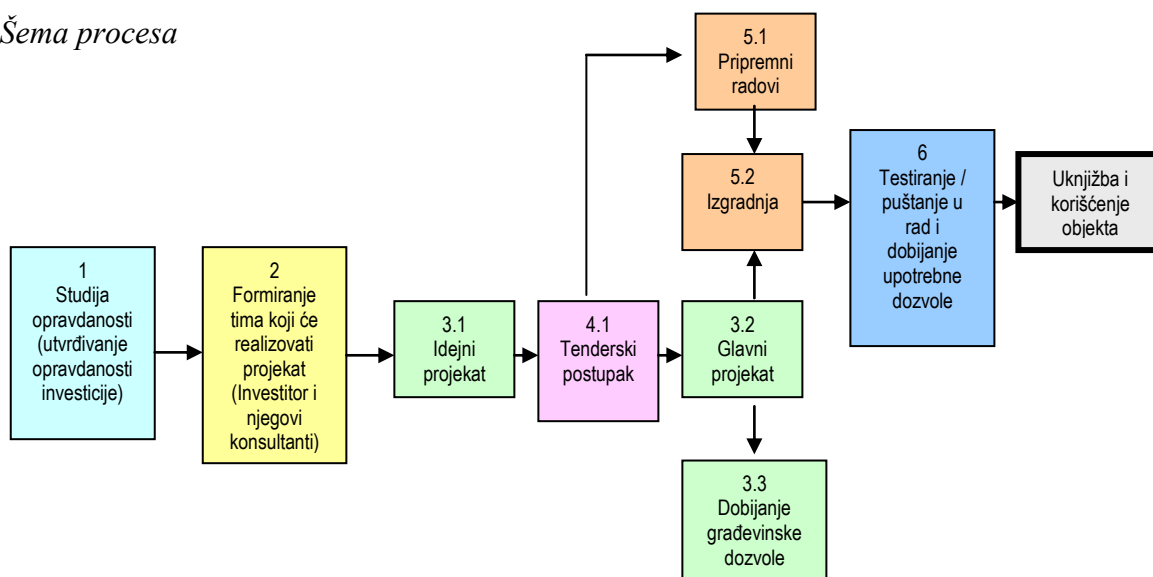 Šema procesa
5.1
Pripremni
radovi
5.2
Izgradnja
6
Testiranje /
puštanje u
rad i
dobijanje
upotrebne
dozvole
Uknjižba i
korišćenje
objekta
1
Studija
opravdanosti
(utvrđivanje
opravdanosti
investicije)
2
Formiranje
tima koji će
realizovati
projekat
(Investitor i
njegovi
konsultanti)
3.1
Idejni
projekat
4.1
Tenderski
postupak
3.2
Glavni
projekat
3.3
Dobijanje
građevinske
dozvole